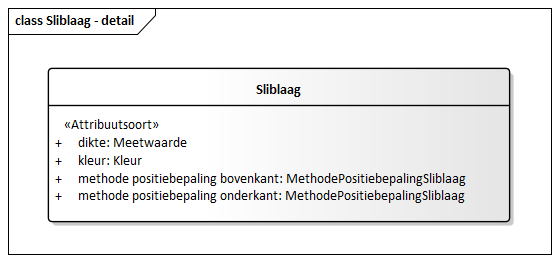 class Sliblaag - detail
Sliblaag
«Attribuutsoort»
+ dikte: Meetwaarde
+ kleur: Kleur
+ methode positiebepaling bovenkant: MethodePositiebepalingSliblaag
+ methode positiebepaling onderkant: MethodePositiebepalingSliblaag